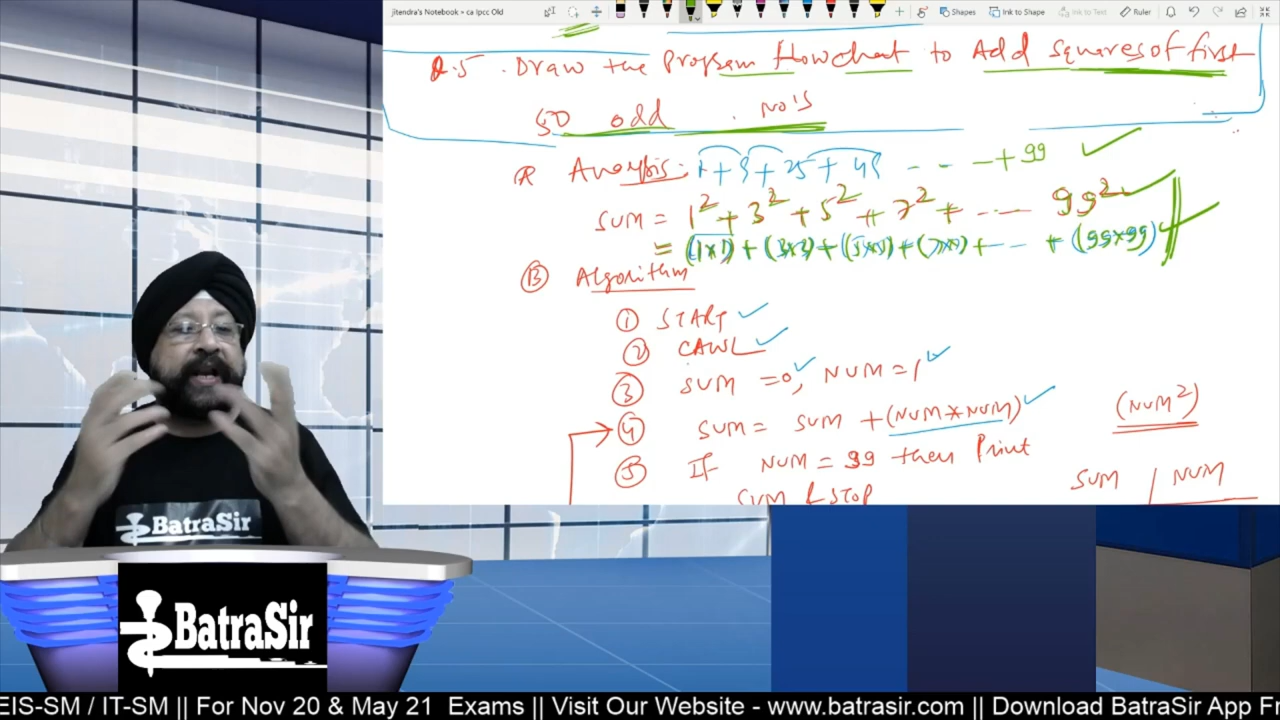 jitendra's Notebook > ca Ipcc Old
Shapes
Ink to Shape
Ink to Text
Ruler
Q.5. Draw the Program flowchart to Add squares of first
50 odd No's
A Analysis: 1 + 9 + 25 + 49 - - - + 99
SUM = 1² + 3² + 5² + 7² + ---- 99²
= (1×1) + (3×3) + (5×5) + (7×7) + --- + (99×99)
B Algorithm
① START
② CAWL
③ SUM = 0, NUM = 1
④ SUM = SUM + (NUM * NUM) (NUM²)
⑤ If NUM = 99 then Print
SUM & STOP
SUM | NUM
BatraSir
BatraSir
EIS-SM / IT-SM || For Nov 20 & May 21 Exams || Visit Our Website - www.batrasir.com || Download BatraSir App